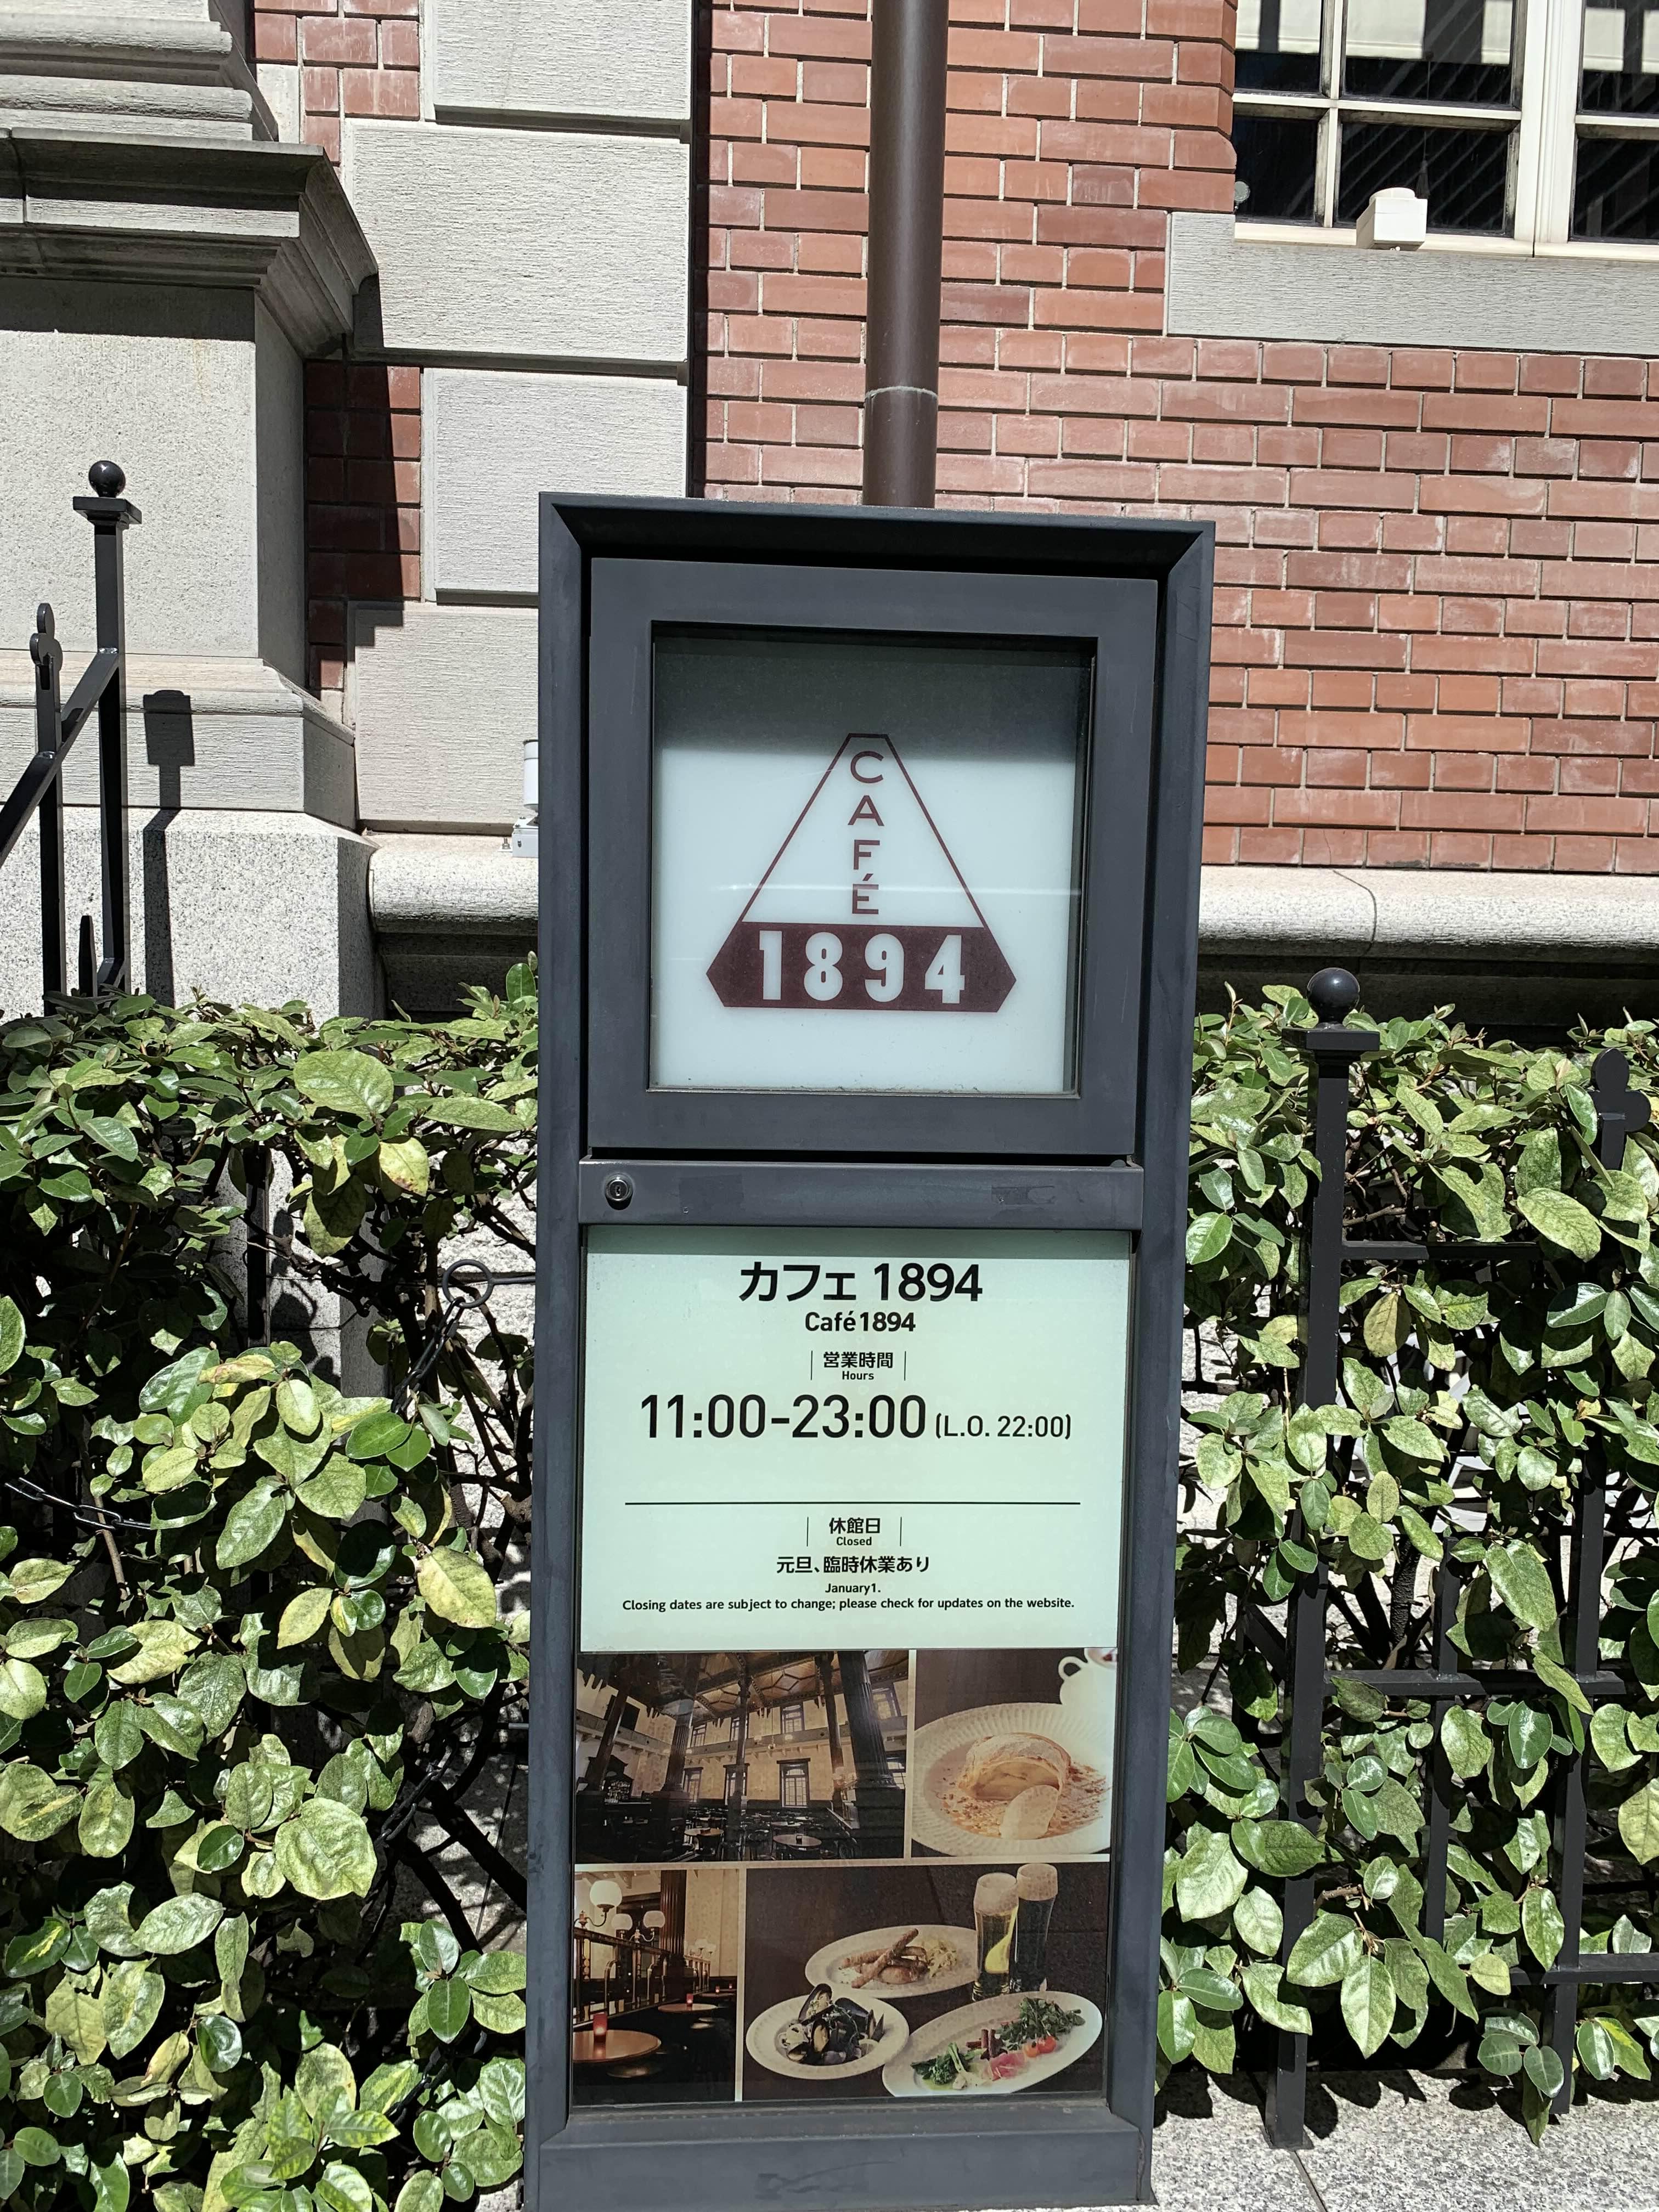 CAFÉ
1894
カフェ 1894
Café1894
営業時間
Hours
11:00-23:00 (L.O. 22:00)
休館日
Closed
元旦、臨時休業あり
January1.
Closing dates are subject to change; please check for updates on the website.